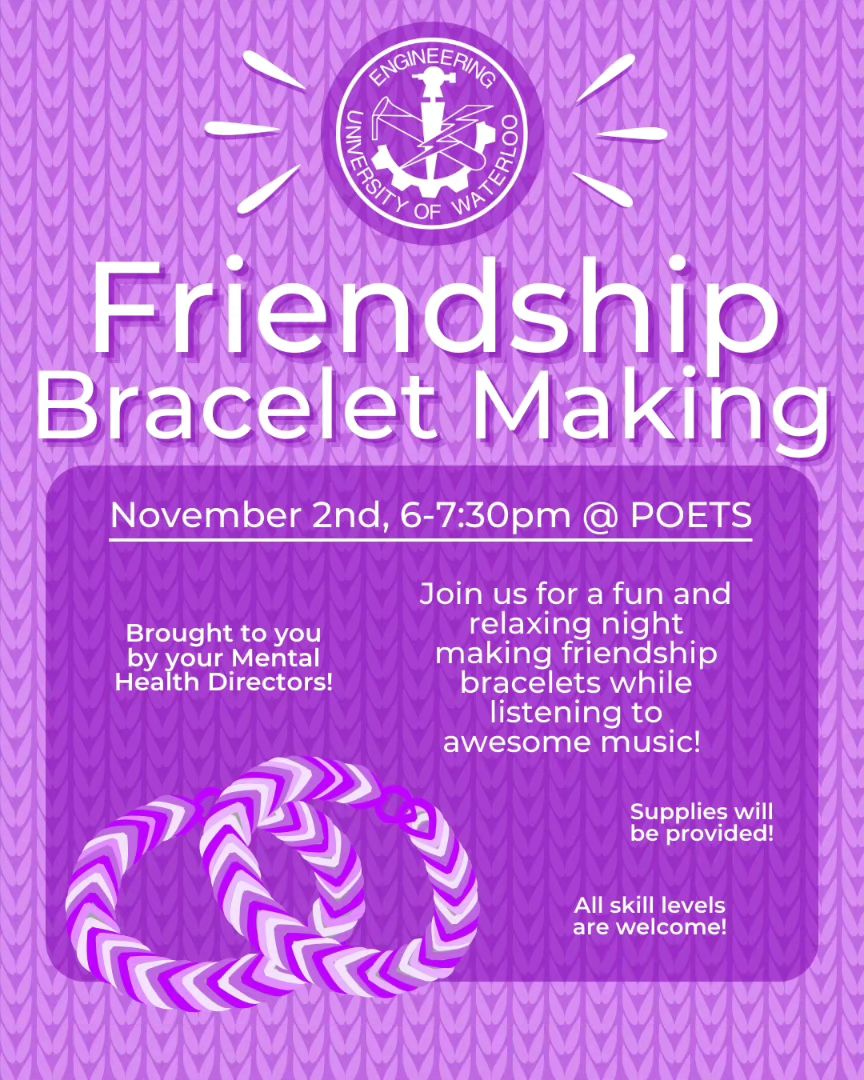 ENGINEERING
UNIVERSITY OF WATERLOO
Friendship
Bracelet Making
November 2nd, 6-7:30pm @ POETS
Brought to you
by your Mental
Health Directors!
Join us for a fun and
relaxing night
making friendship
bracelets while
listening to
awesome music!
Supplies will
be provided!
All skill levels
are welcome!